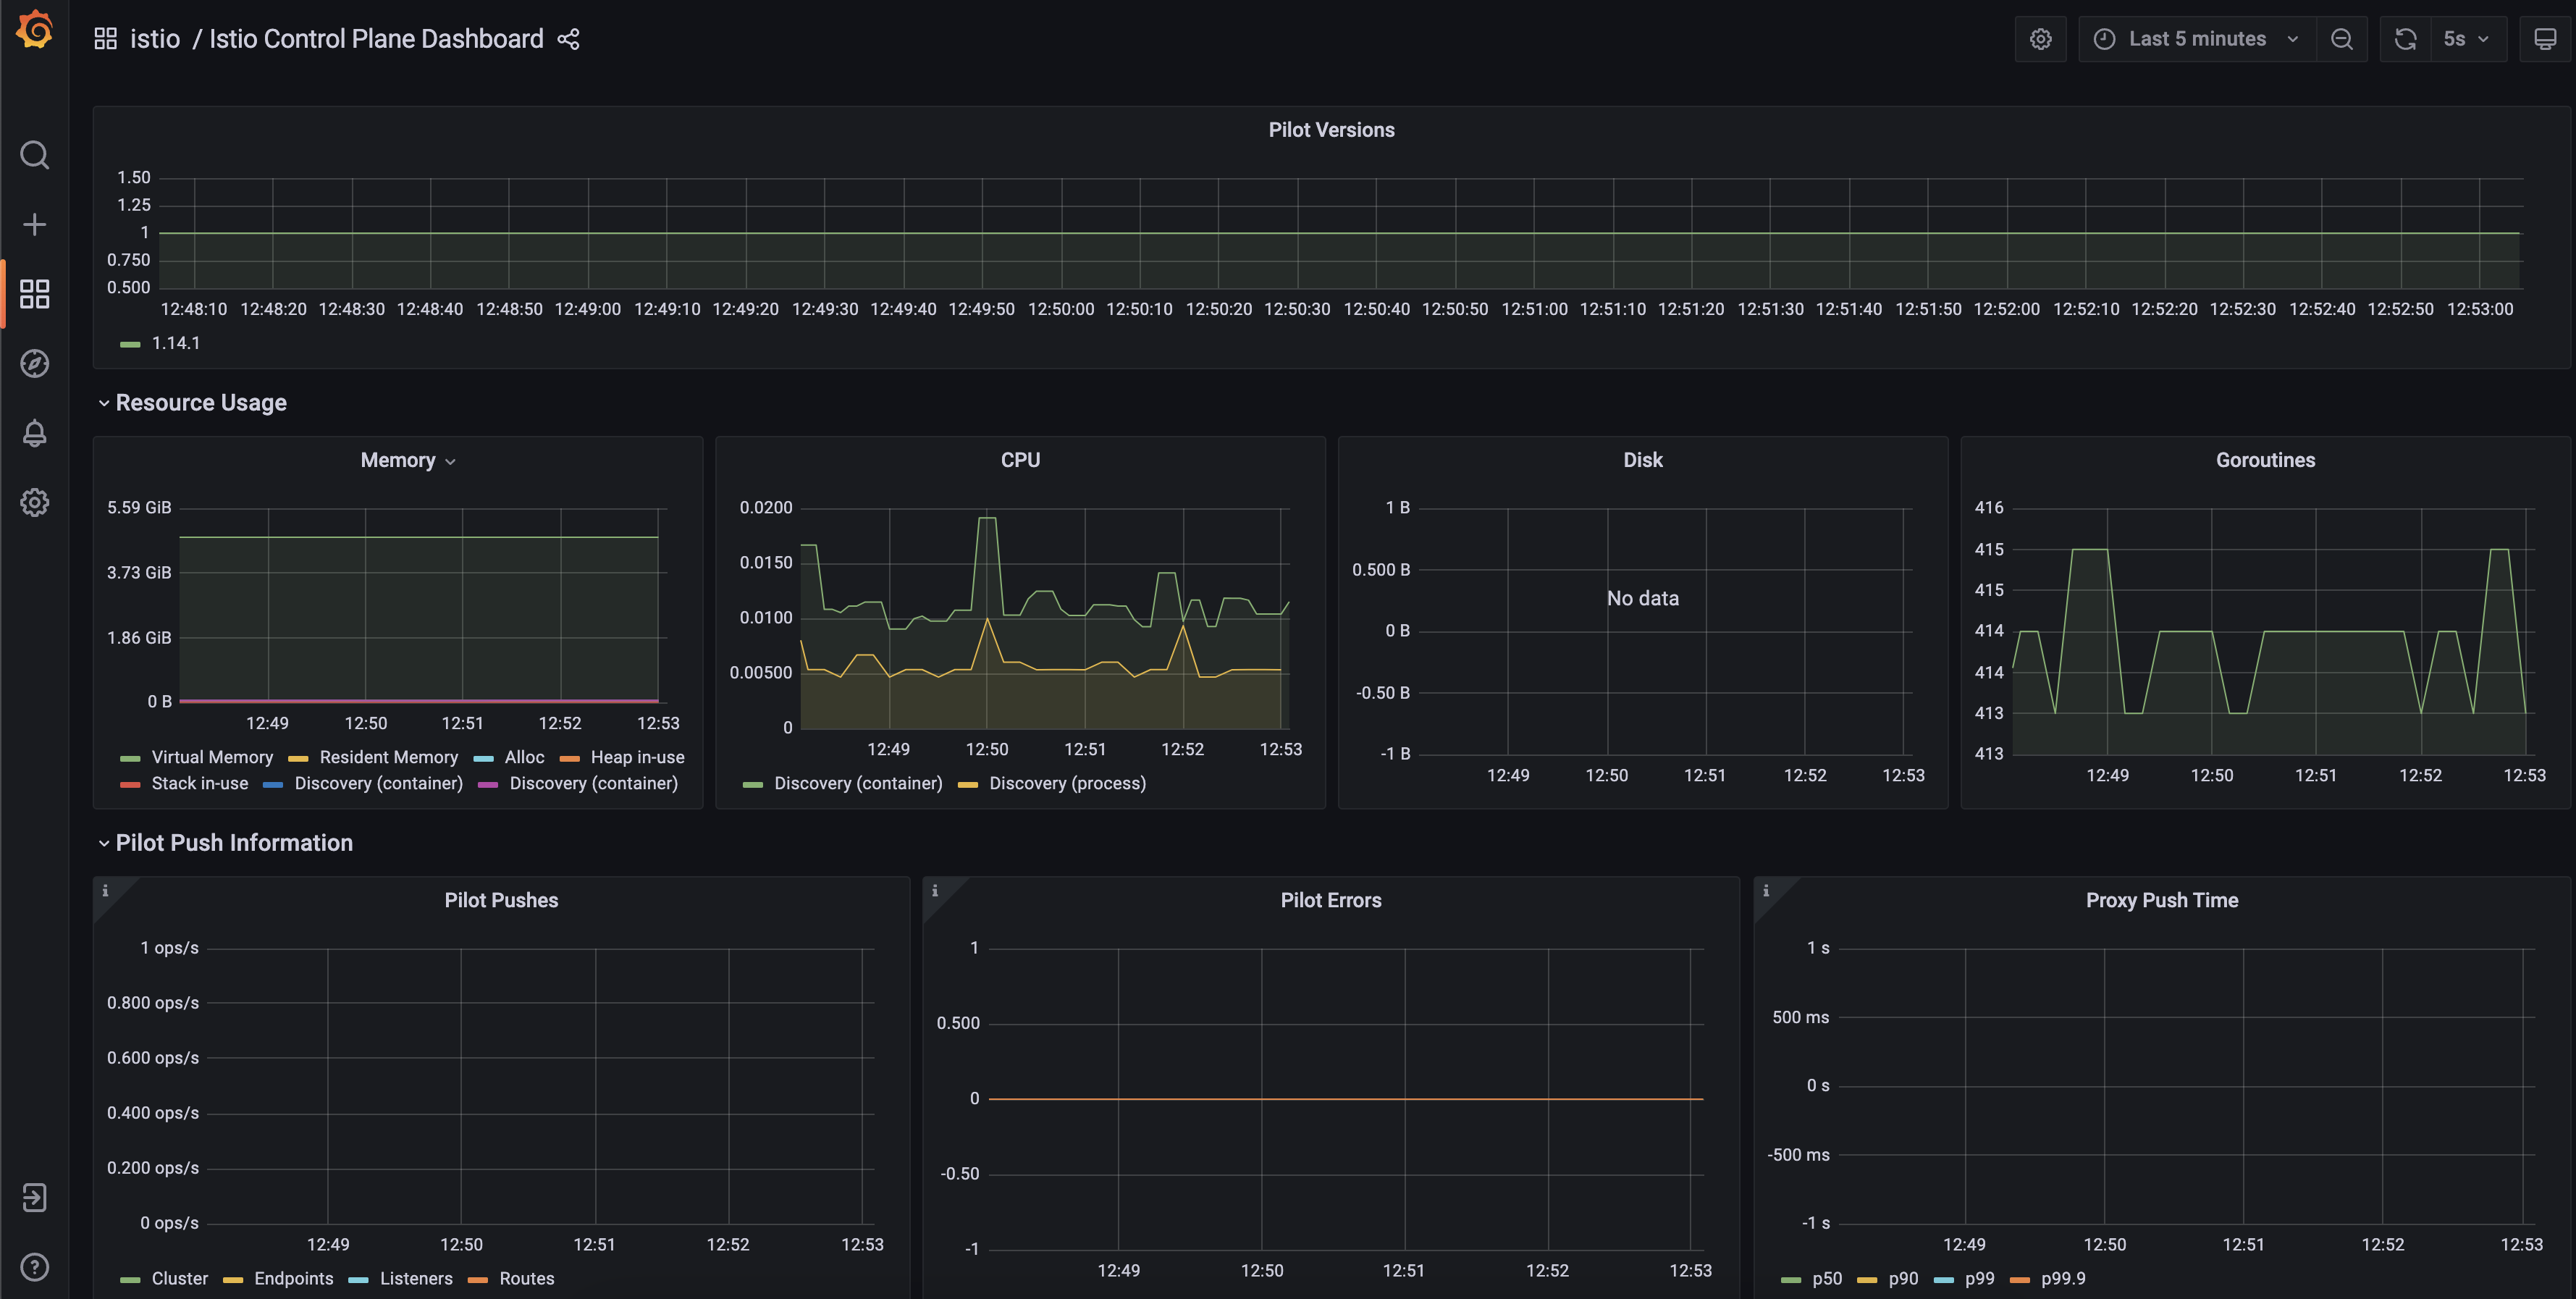 istio / Istio Control Plane Dashboard
Last 5 minutes
5s
Pilot Versions
1.50
1.25
1
0.750
0.500
12:48:10 12:48:20 12:48:30 12:48:40 12:48:50 12:49:00 12:49:10 12:49:20 12:49:30 12:49:40 12:49:50 12:50:00 12:50:10 12:50:20 12:50:30 12:50:40 12:50:50 12:51:00 12:51:10 12:51:20 12:51:30 12:51:40 12:51:50 12:52:00 12:52:10 12:52:20 12:52:30 12:52:40 12:52:50 12:53:00
1.14.1
Resource Usage
Memory
5.59 GiB
3.73 GiB
1.86 GiB
0 B
12:49 12:50 12:51 12:52 12:53
Virtual Memory Resident Memory Alloc Heap in-use
Stack in-use Discovery (container) Discovery (container)
CPU
0.0200
0.0150
0.0100
0.00500
0
12:49 12:50 12:51 12:52 12:53
Discovery (container) Discovery (process)
Disk
1 B
0.500 B
0 B
-0.50 B
-1 B
No data
12:49 12:50 12:51 12:52 12:53
Goroutines
416
415
415
414
414
413
413
12:49 12:50 12:51 12:52 12:53
Pilot Push Information
i
Pilot Pushes
1 ops/s
0.800 ops/s
0.600 ops/s
0.400 ops/s
0.200 ops/s
0 ops/s
12:49 12:50 12:51 12:52 12:53
Cluster Endpoints Listeners Routes
i
Pilot Errors
1
0.500
0
-0.50
-1
12:49 12:50 12:51 12:52 12:53
i
Proxy Push Time
1 s
500 ms
0 s
-500 ms
-1 s
12:49 12:50 12:51 12:52 12:53
p50 p90 p99 p99.9